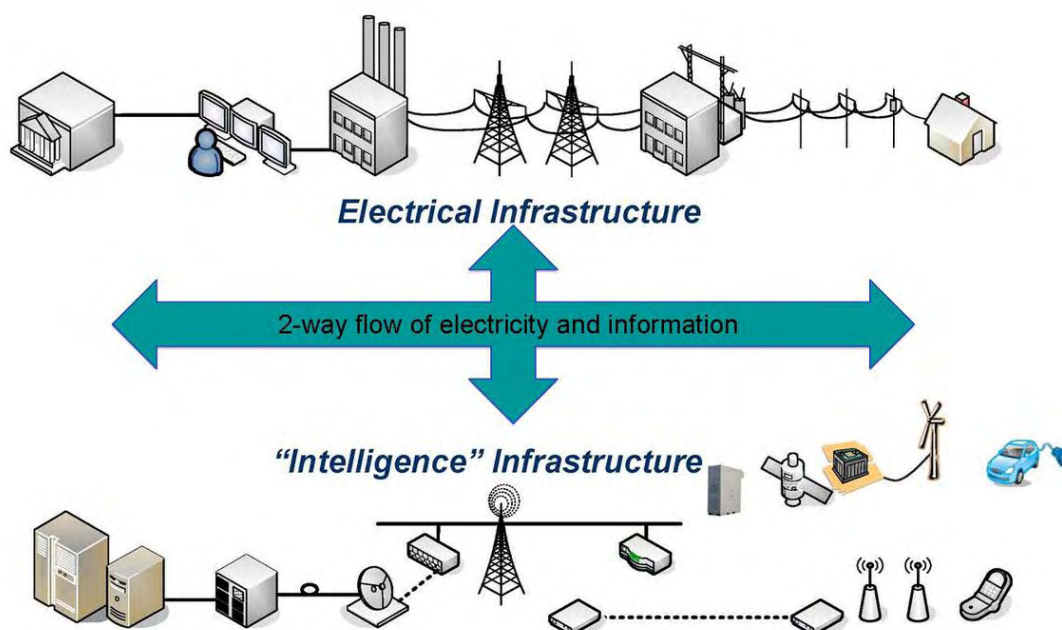 Electrical Infrastructure
2-way flow of electricity and information
“Intelligence” Infrastructure